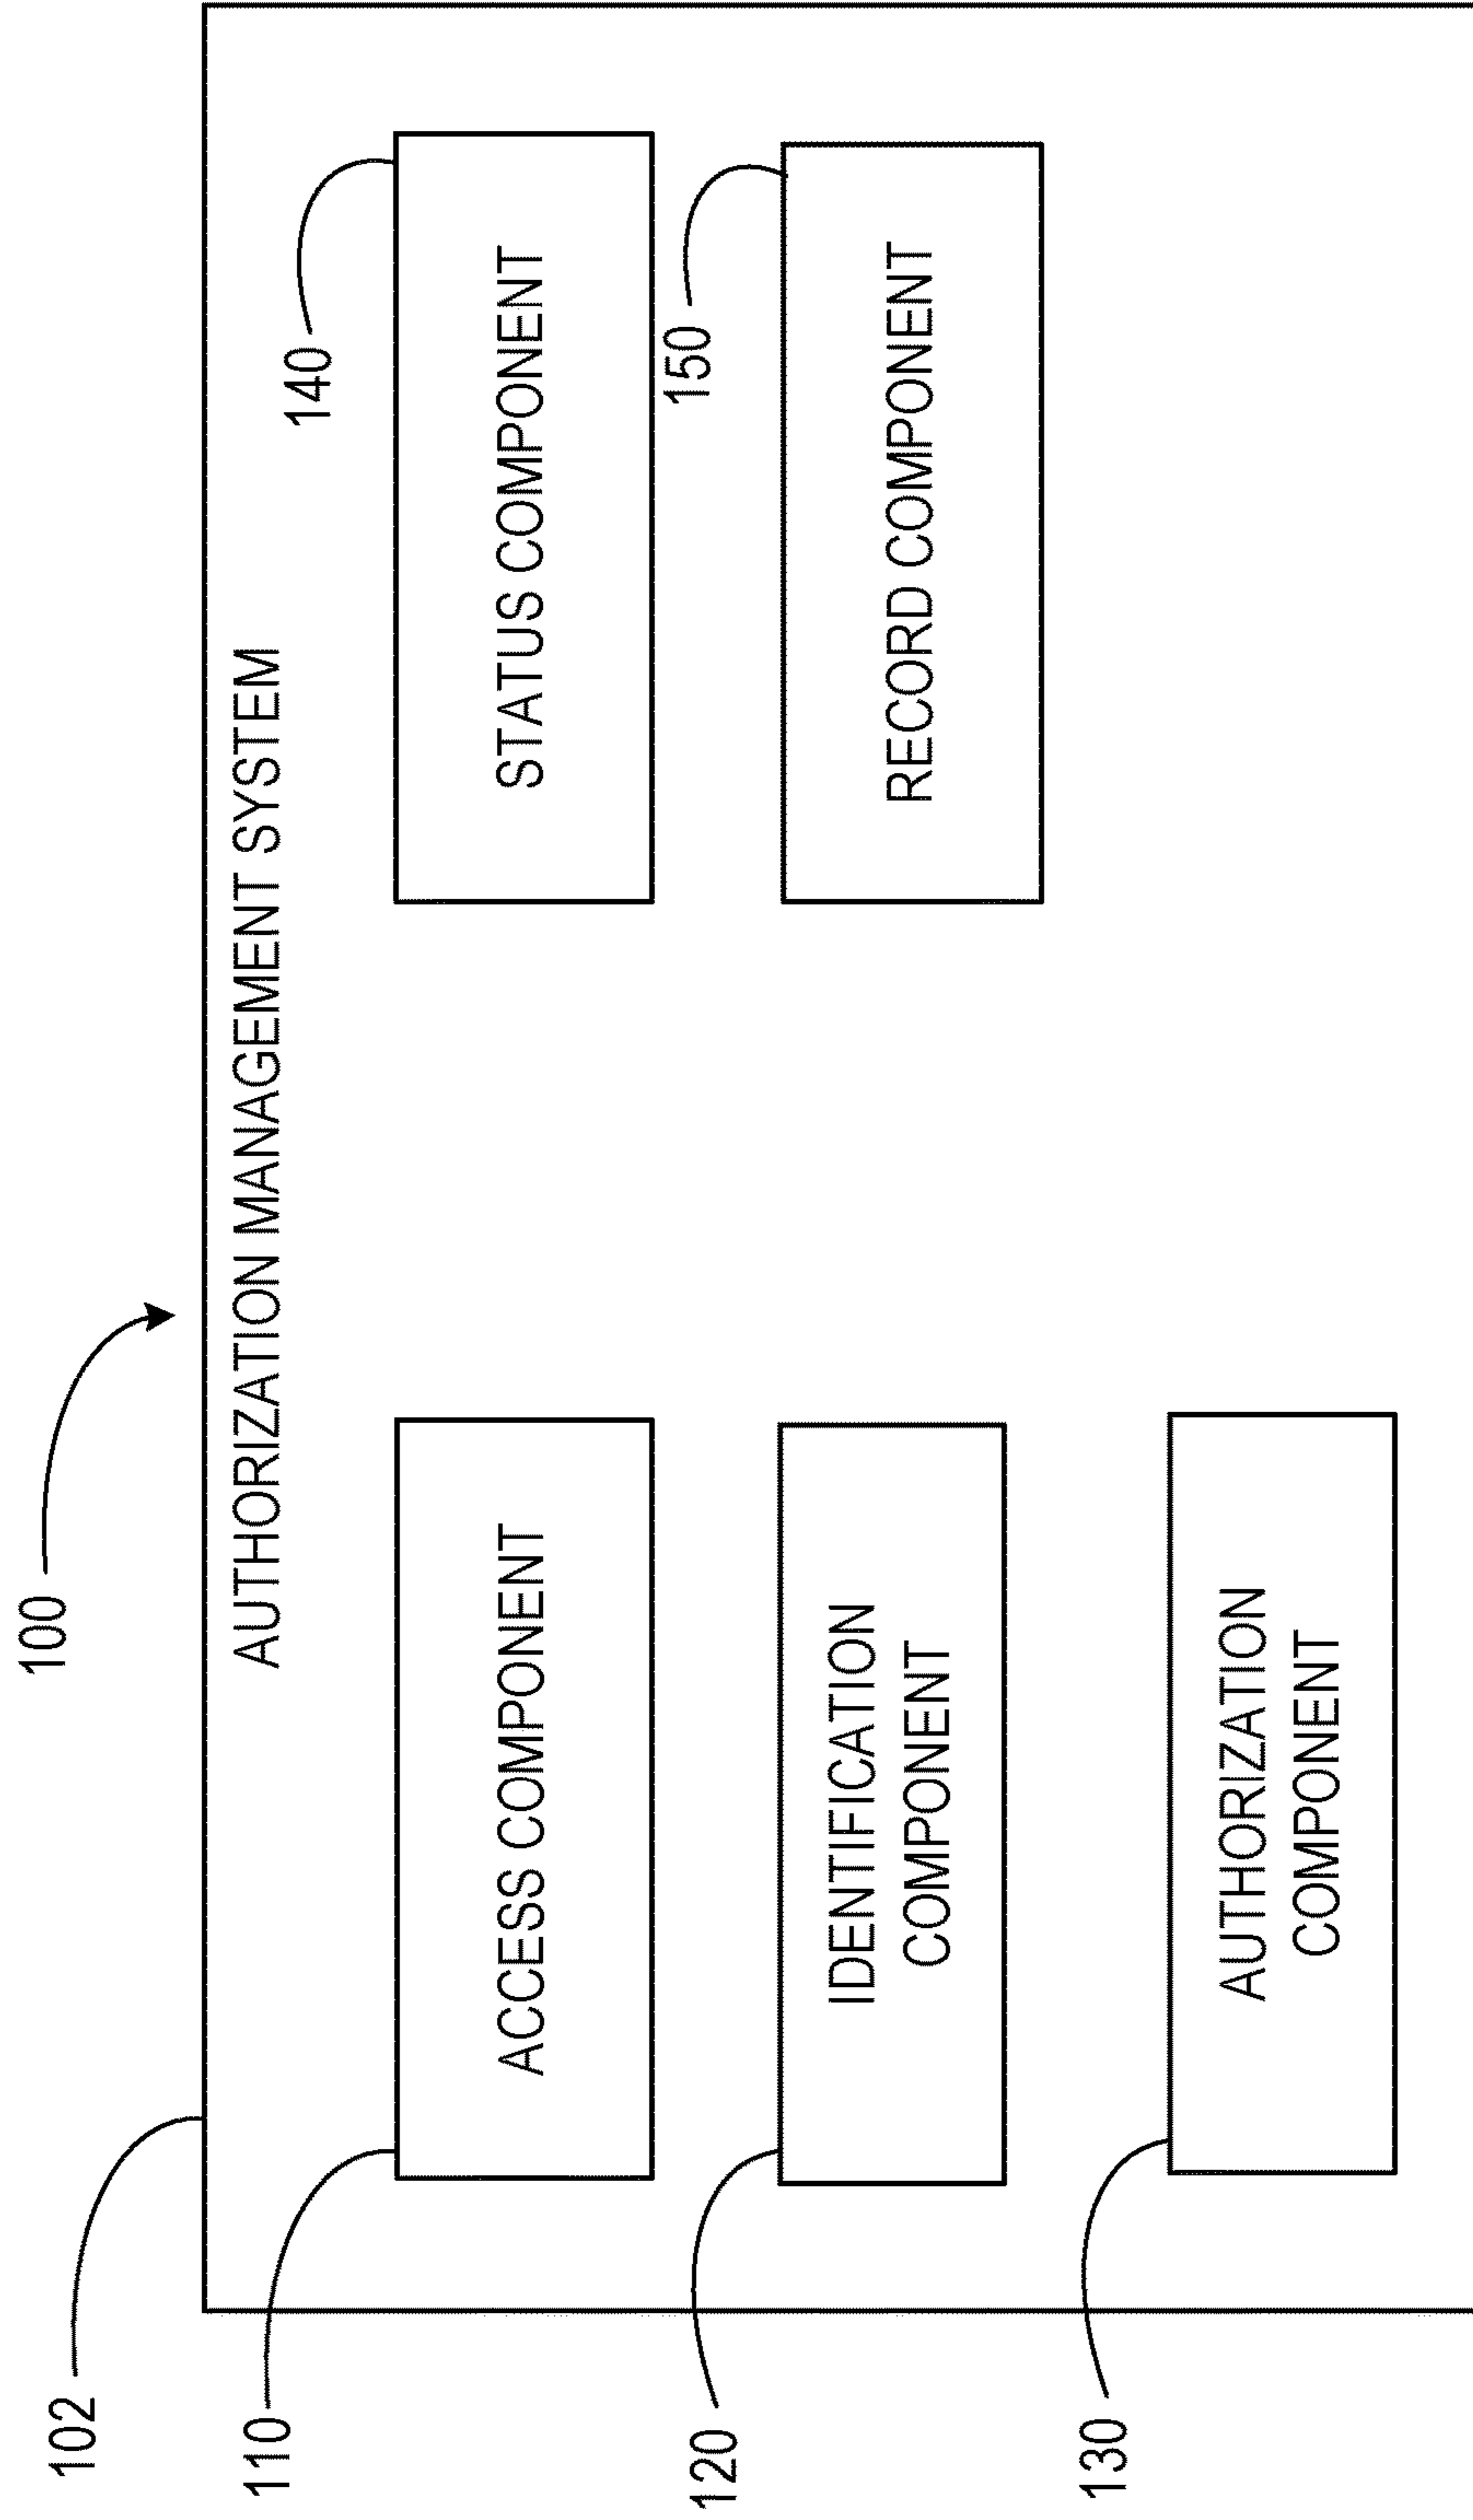 100
102
AUTHORIZATION MANAGEMENT SYSTEM
110
ACCESS COMPONENT
140
STATUS COMPONENT
120
IDENTIFICATION
COMPONENT
150
RECORD COMPONENT
130
AUTHORIZATION
COMPONENT